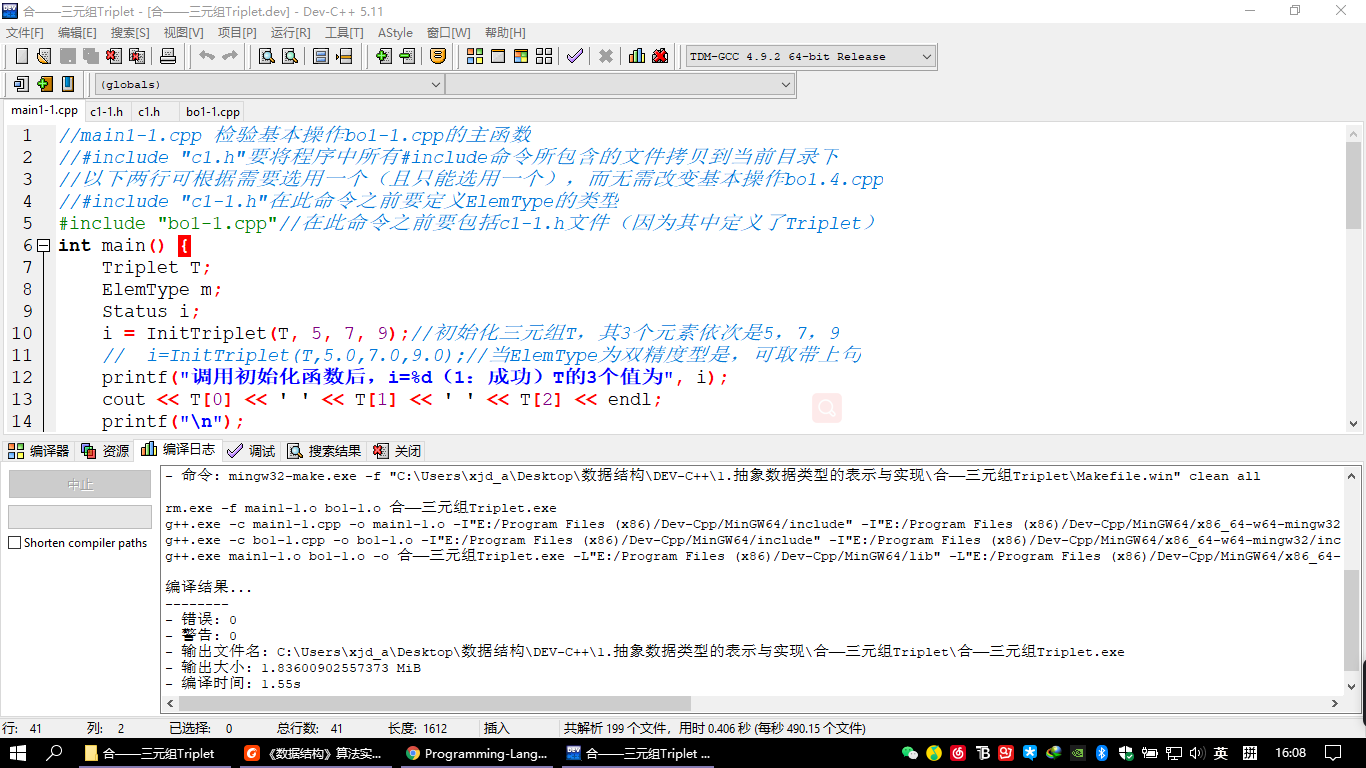 合——三元组Triplet - [合——三元组Triplet.dev] - Dev-C++ 5.11
文件[F] 编辑[E] 搜索[S] 视图[V] 项目[P] 运行[R] 工具[T] AStyle 窗口[W] 帮助[H]
TDM-GCC 4.9.2 64-bit Release
(globals)
main1-1.cpp c1-1.h c1.h bo1-1.cpp
1 //main1-1.cpp 检验基本操作bo1-1.cpp的主函数
2 //#include "c1.h"要将程序中所有#include命令所包含的文件拷贝到当前目录下
3 //以下两行可根据需要选用一个（且只能选用一个），而无需改变基本操作bo1.4.cpp
4 //#include "c1-1.h"在此命令之前要定义ElemType的类型
5 #include "bo1-1.cpp"//在此命令之前要包括c1-1.h文件（因为其中定义了Triplet）
6 int main() {
7 Triplet T;
8 ElemType m;
9 Status i;
10 i = InitTriplet(T, 5, 7, 9);//初始化三元组T，其3个元素依次是5，7，9
11 // i=InitTriplet(T,5.0,7.0,9.0);//当ElemType为双精度型是，可取带上句
12 printf("调用初始化函数后，i=%d（1：成功）T的3个值为", i);
13 cout << T[0] << ' ' << T[1] << ' ' << T[2] << endl;
14 printf("\n");
编译器 资源 编译日志 调试 搜索结果 关闭
中止
Shorten compiler paths
- 命令: mingw32-make.exe -f "C:\Users\xjd_a\Desktop\数据结构\DEV-C++\1.抽象数据类型的表示与实现\合——三元组Triplet\Makefile.win" clean all
rm.exe -f main1-1.o bo1-1.o 合——三元组Triplet.exe
g++.exe -c main1-1.cpp -o main1-1.o -I"E:/Program Files (x86)/Dev-Cpp/MinGW64/include" -I"E:/Program Files (x86)/Dev-Cpp/MinGW64/x86_64-w64-mingw32
g++.exe -c bo1-1.cpp -o bo1-1.o -I"E:/Program Files (x86)/Dev-Cpp/MinGW64/include" -I"E:/Program Files (x86)/Dev-Cpp/MinGW64/x86_64-w64-mingw32/inc
g++.exe main1-1.o bo1-1.o -o 合——三元组Triplet.exe -L"E:/Program Files (x86)/Dev-Cpp/MinGW64/lib" -L"E:/Program Files (x86)/Dev-Cpp/MinGW64/x86_64-
编译结果...
--------
- 错误: 0
- 警告: 0
- 输出文件名: C:\Users\xjd_a\Desktop\数据结构\DEV-C++\1.抽象数据类型的表示与实现\合——三元组Triplet\合——三元组Triplet.exe
- 输出大小: 1.83600902557373 MiB
- 编译时间: 1.55s
行: 41 列: 2 已选择: 0 总行数: 41 长度: 1612 插入 共解析 199 个文件，用时 0.406 秒 (每秒 490.15 个文件)
合——三元组Triplet 《数据结构》算法实... Programming-Lang... 合——三元组Triplet ... 英 拼 16:08